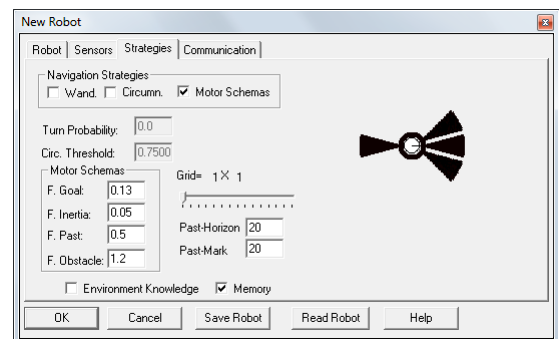 New Robot
Robot Sensors Strategies Communication
Navigation Strategies
Wand. Circumn. Motor Schemas
Turn Probability: 0.0
Circ. Threshold: 0.7500
Motor Schemas
Grid= 1 X 1
F. Goal: 0.13
F. Inertia: 0.05
F. Past: 0.5
F. Obstacle: 1.2
Past-Horizon 20
Past-Mark 20
Environment Knowledge Memory
OK Cancel Save Robot Read Robot Help